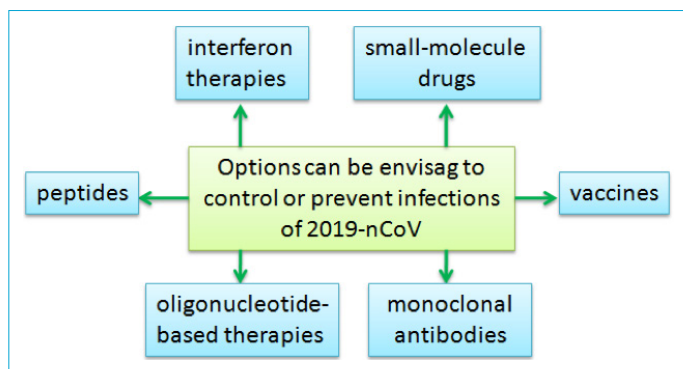 interferon
therapies
small-molecule
drugs
peptides
Options can be envisag to
control or prevent infections
of 2019-nCoV
vaccines
oligonucleotide-
based therapies
monoclonal
antibodies